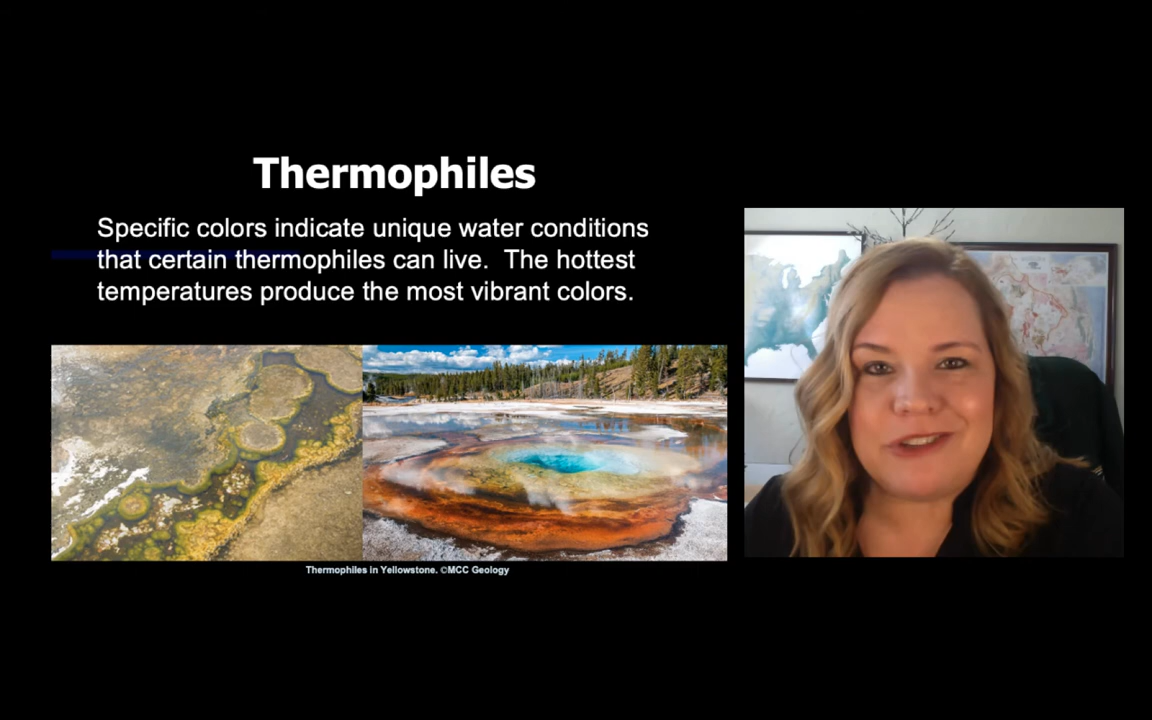 Thermophiles
Specific colors indicate unique water conditions
that certain thermophiles can live.  The hottest
temperatures produce the most vibrant colors.
Thermophiles in Yellowstone. ©MCC Geology